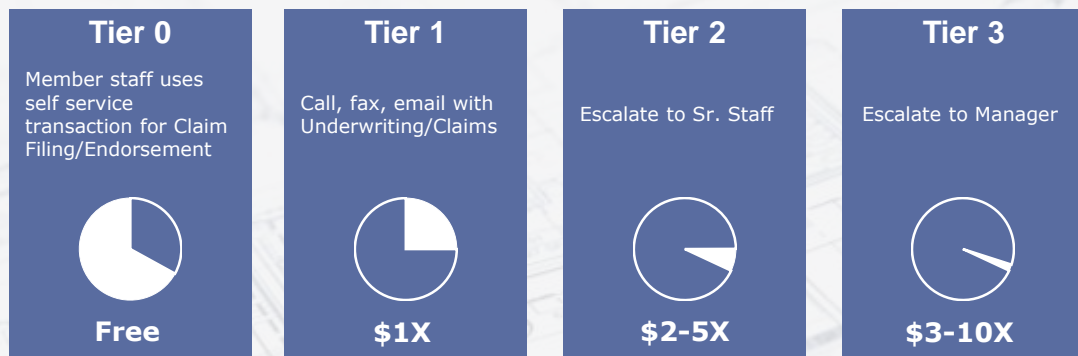 Tier 0
Member staff uses
self service
transaction for Claim
Filing/Endorsement
Free
Tier 1
Call, fax, email with
Underwriting/Claims
$1X
Tier 2
Escalate to Sr. Staff
$2-5X
Tier 3
Escalate to Manager
$3-10X